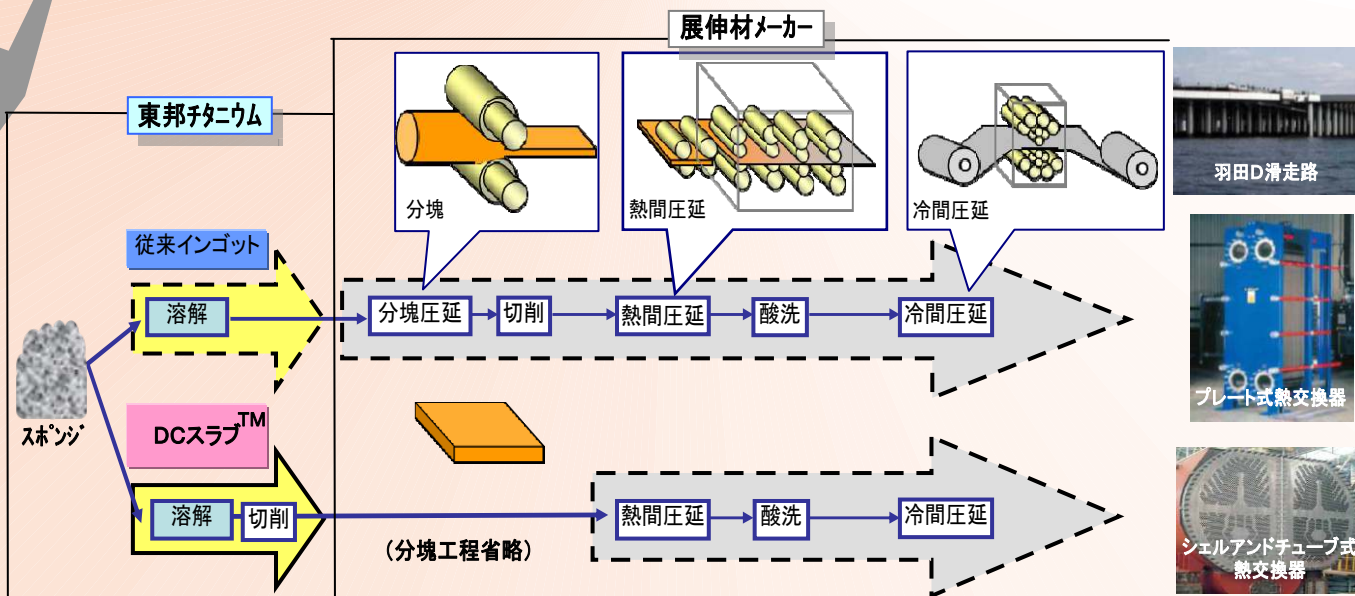 展伸材メーカー
東邦チタニウム
分塊
熱間圧延
冷間圧延
羽田D滑走路
従来インゴット
溶解
分塊圧延
切削
熱間圧延
酸洗
冷間圧延
プレート式熱交換器
スポンジ
DCスラブTM
溶解
切削
(分塊工程省略)
熱間圧延
酸洗
冷間圧延
シェルアンドチューブ式
熱交換器